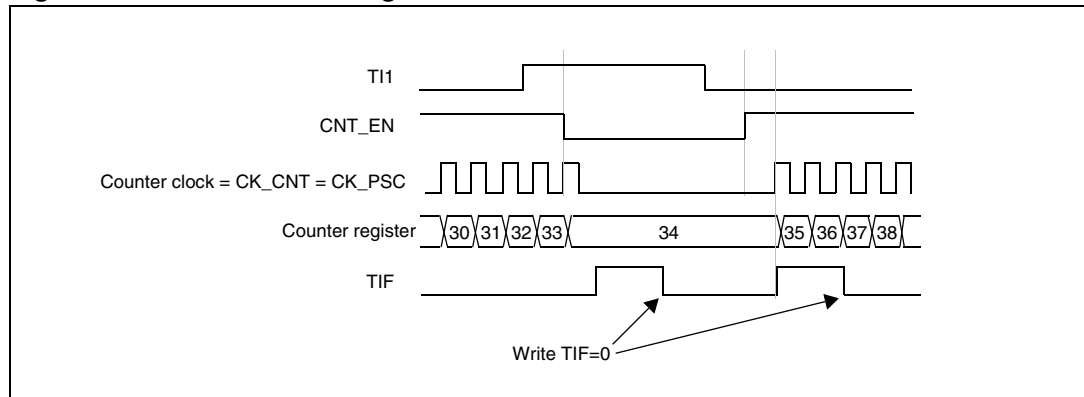 TI1
CNT_EN
Counter clock = CK_CNT = CK_PSC
Counter register 30 31 32 33 34 35 36 37 38
TIF
Write TIF=0